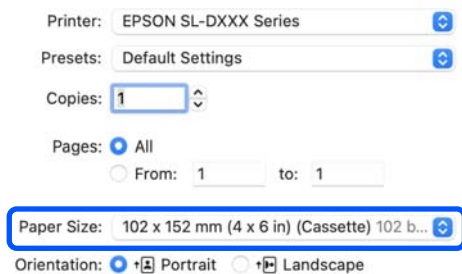 Printer: EPSON SL-DXXX Series
Presets: Default Settings
Copies: 1
Pages: All
From: 1 to: 1
Paper Size: 102 x 152 mm (4 x 6 in) (Cassette) 102 b...
Orientation: Portrait Landscape